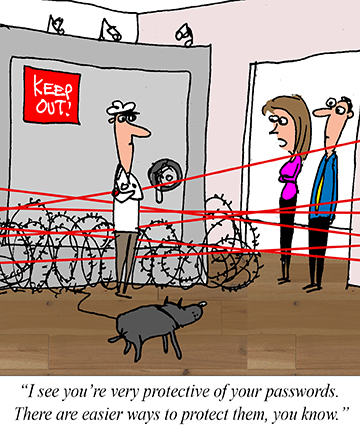 KEEP
OUT!
“I see you’re very protective of your passwords.
There are easier ways to protect them, you know.”